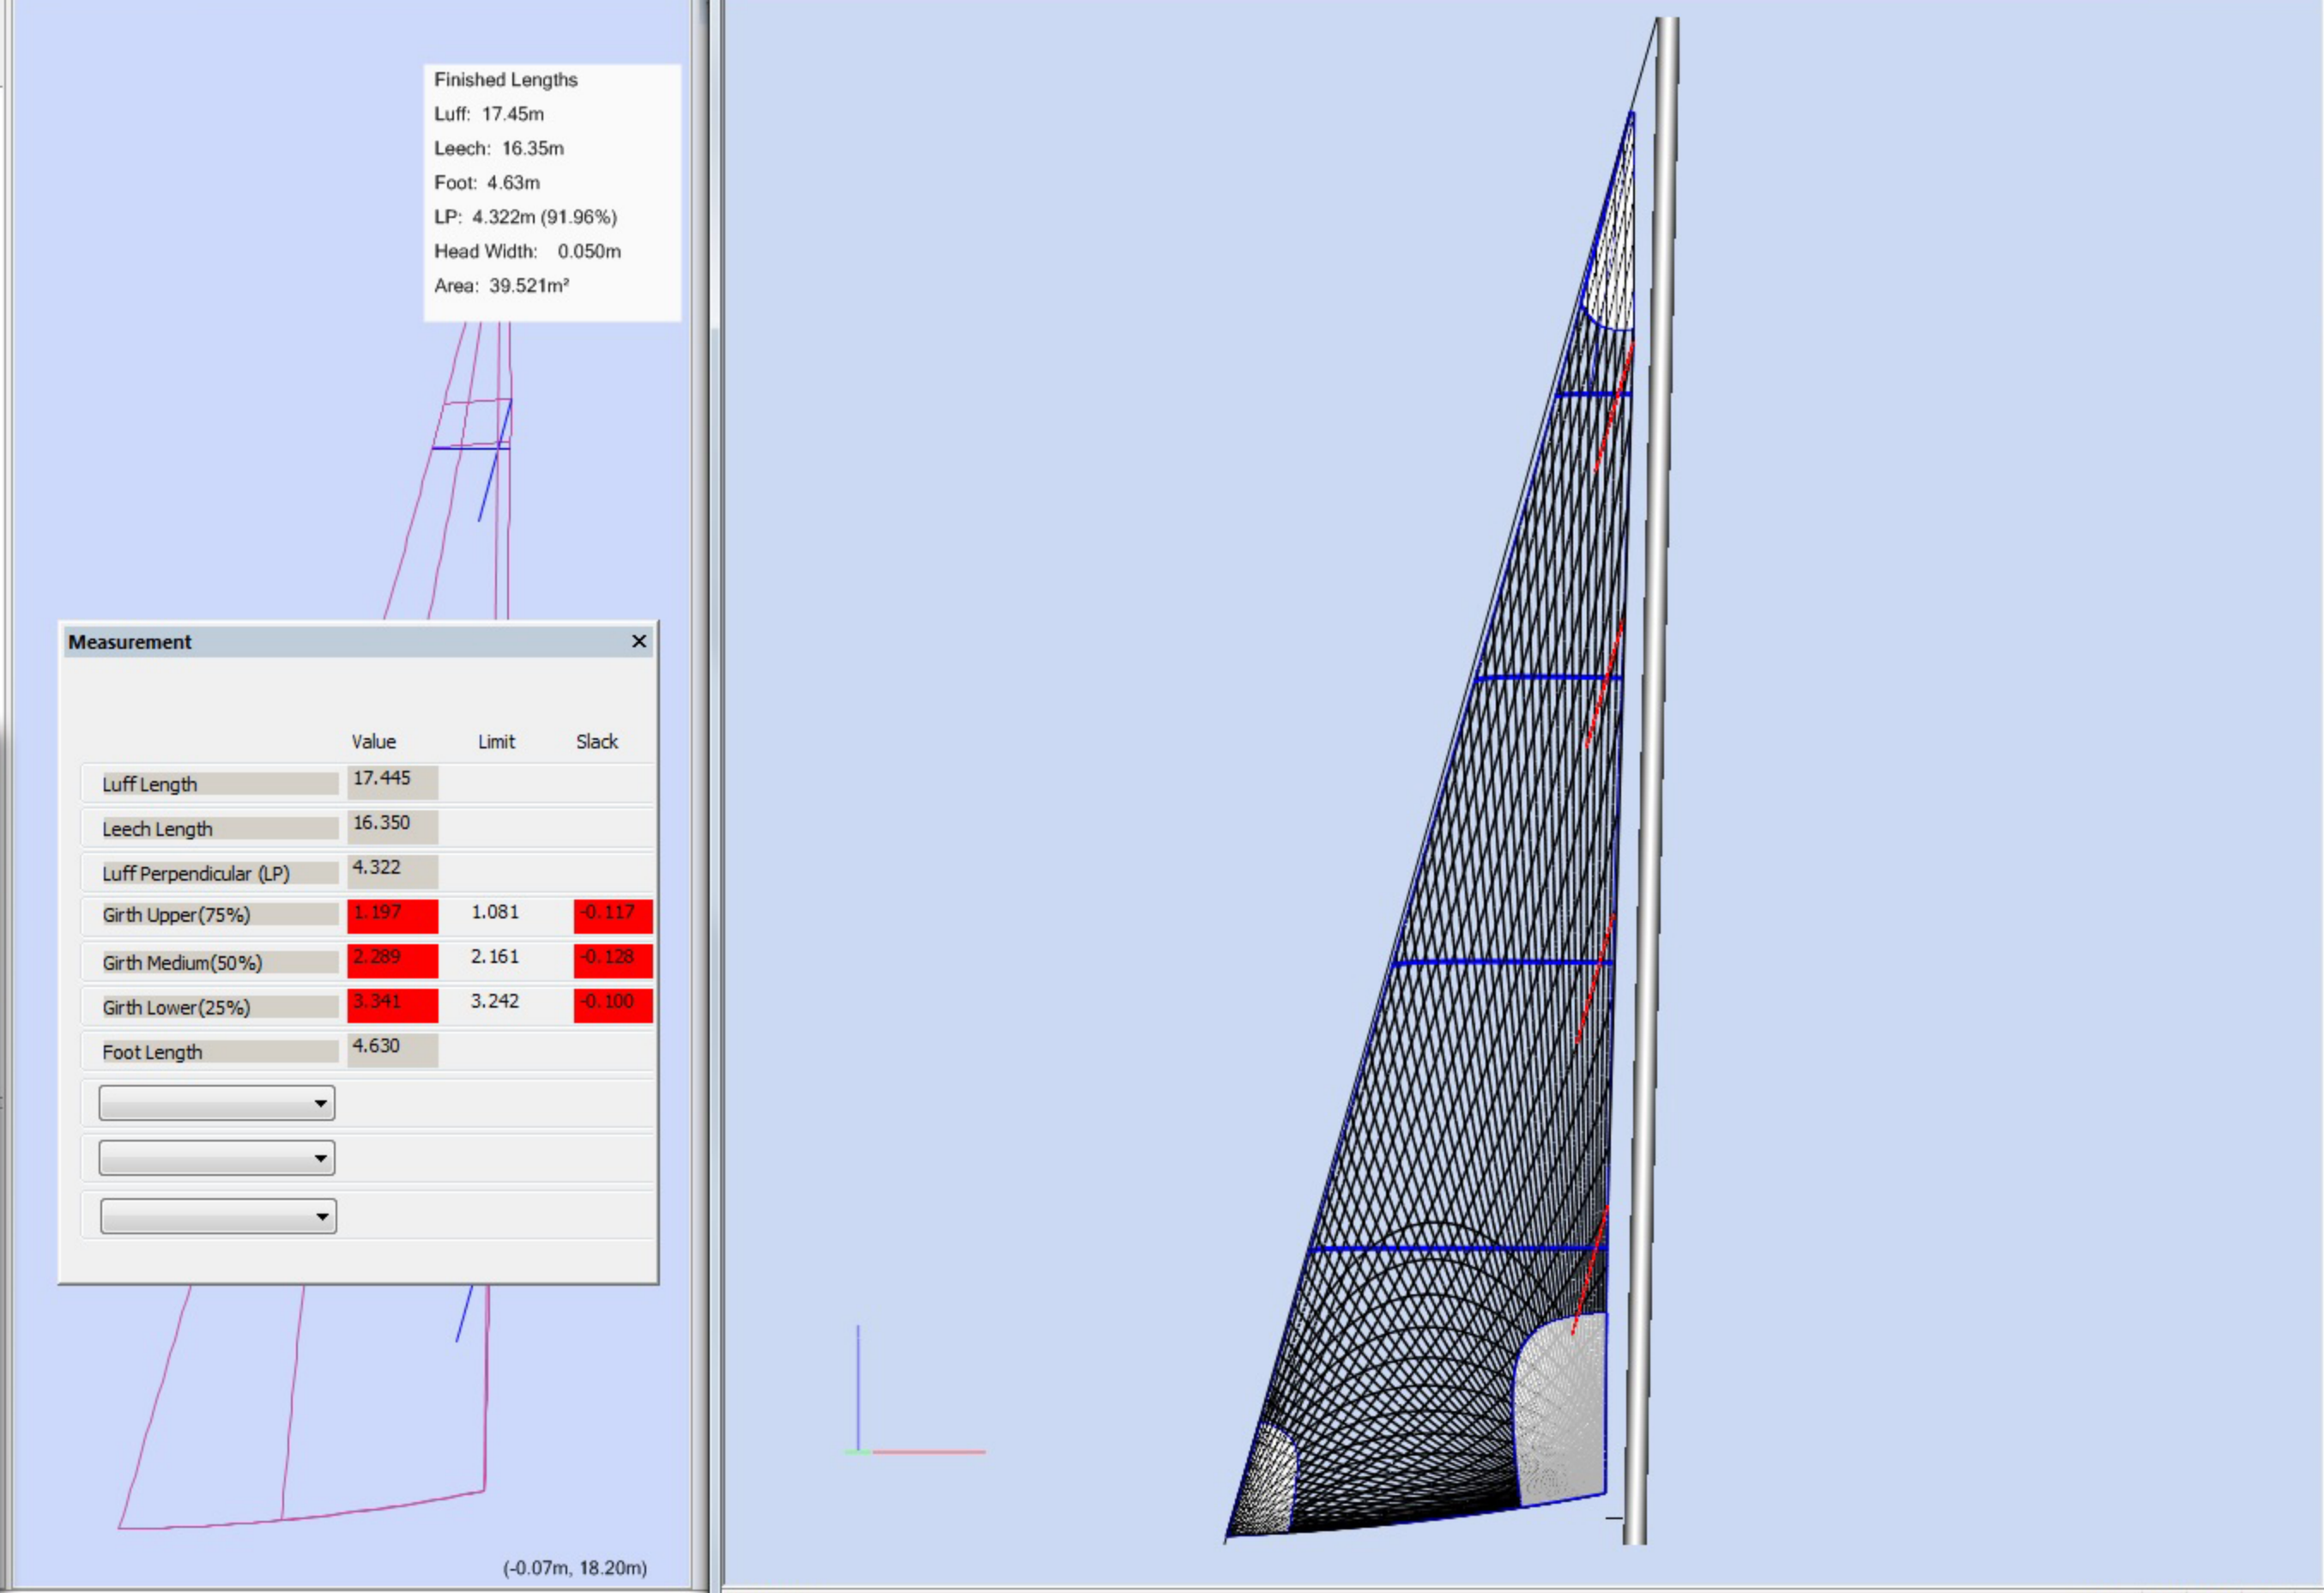 Finished Lengths
Luff: 17.45m
Leech: 16.35m
Foot: 4.63m
LP: 4.322m (91.96%)
Head Width: 0.050m
Area: 39.521m²
Measurement
Value Limit Slack
Luff Length 17.445
Leech Length 16.350
Luff Perpendicular (LP) 4.322
Girth Upper(75%) 1.197 1.081 -0.117
Girth Medium(50%) 2.289 2.161 -0.128
Girth Lower(25%) 3.341 3.242 -0.100
Foot Length 4.630
(-0.07m, 18.20m)